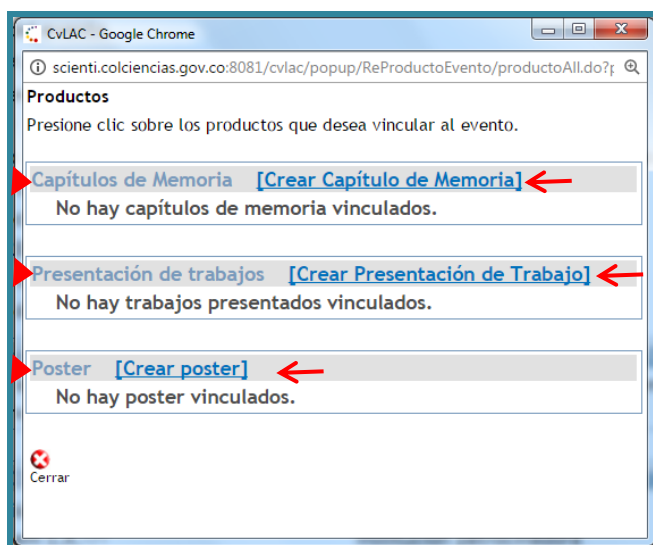 CvLAC - Google Chrome
scienti.colciencias.gov.co:8081/cvlac/popup/ReProductoEvento/productoAll.do?p
Productos
Presione clic sobre los productos que desea vincular al evento.
Capítulos de Memoria [Crear Capítulo de Memoria]
No hay capítulos de memoria vinculados.
Presentación de trabajos [Crear Presentación de Trabajo]
No hay trabajos presentados vinculados.
Poster [Crear poster]
No hay poster vinculados.
Cerrar